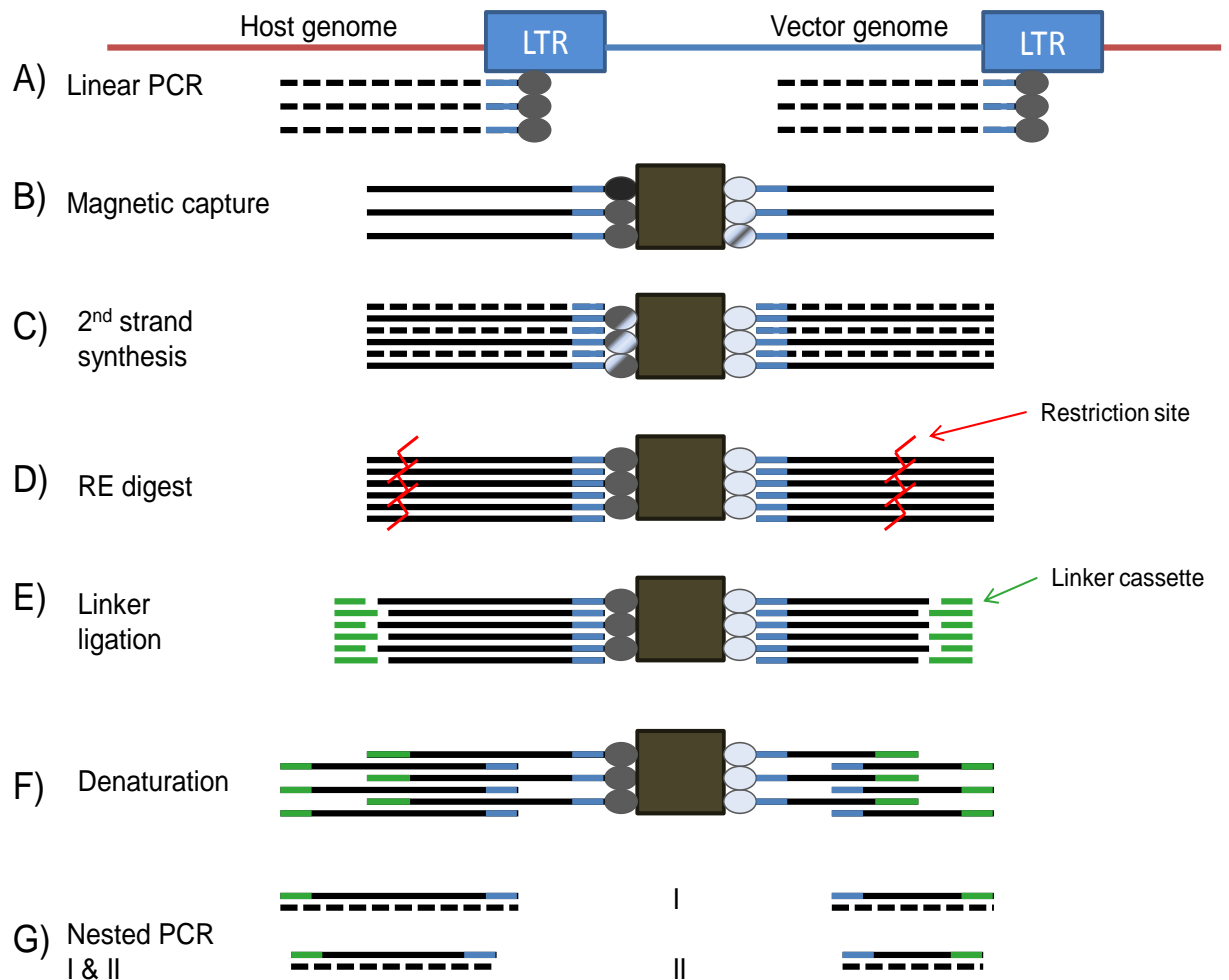 Host genome
LTR
Vector genome
LTR
A) Linear PCR
B) Magnetic capture
C) 2nd strand
synthesis
Restriction site
D) RE digest
Linker cassette
E) Linker
ligation
F) Denaturation
I
G) Nested PCR
I & II
II